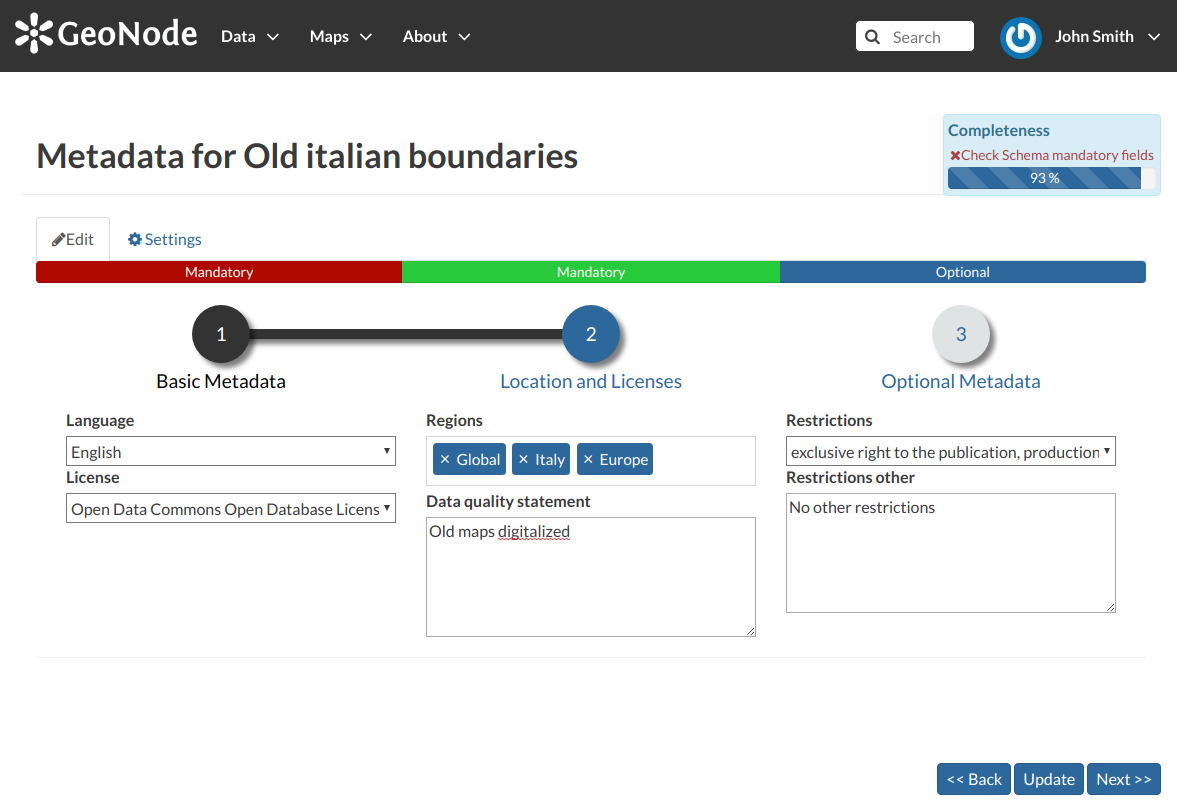 GeoNode Data Maps About Search John Smith
Metadata for Old italian boundaries
Completeness
×Check Schema mandatory fields
93 %
Edit Settings
Mandatory Mandatory Optional
1 2 3
Basic Metadata Location and Licenses Optional Metadata
Language
English
License
Open Data Commons Open Database Licens
Regions
× Global × Italy × Europe
Data quality statement
Old maps digitalized
Restrictions
exclusive right to the publication, production
Restrictions other
No other restrictions
<< Back Update Next >>